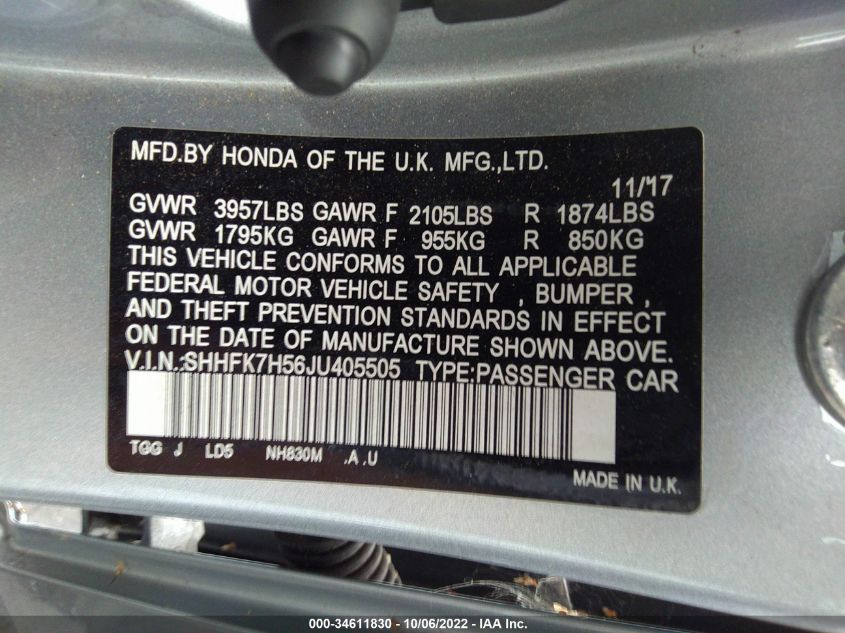 MFD.BY HONDA OF THE U.K. MFG.,LTD.
11/'17
GVWR 3957LBS GAWR F 2105LBS R 1874LBS
GVWR 1795KG GAWR F 955KG R 850KG
THIS VEHICLE CONFORMS TO ALL APPLICABLE
FEDERAL MOTOR VEHICLE SAFETY , BUMPER ,
AND THEFT PREVENTION STANDARDS IN EFFECT
ON THE DATE OF MANUFACTURE SHOWN ABOVE.
V.I.N.:SHHFK7H56JU405505 TYPE:PASSENGER CAR
TGG J LD5 NH830M .A .U
MADE IN U.K.
000-34611830 - 10/06/2022 - IAA Inc.